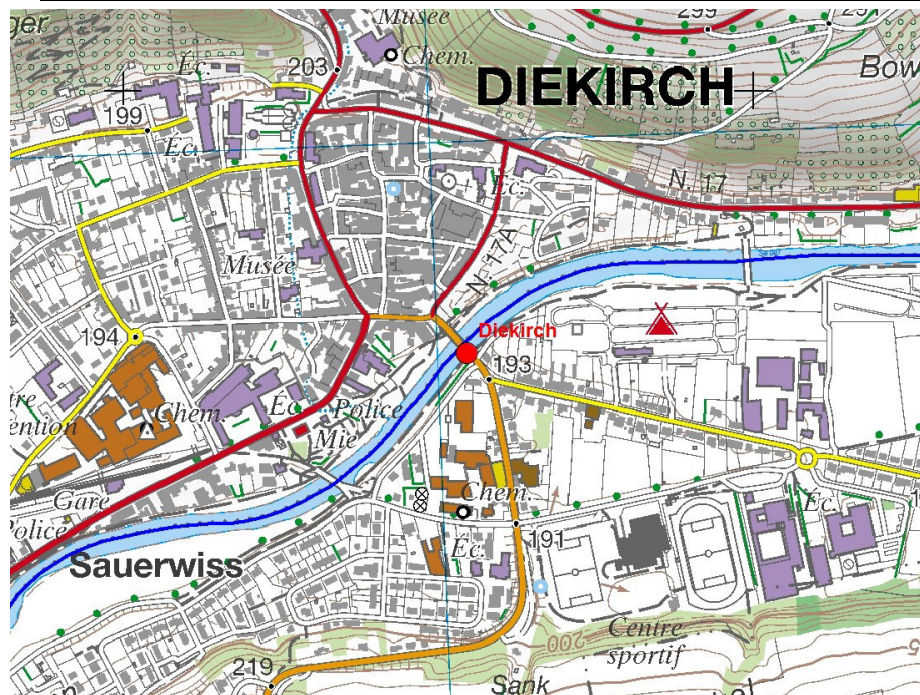 Musée
299
Chem.
203
Éc.
DIEKIRCH
Bow
199
Éc.
N. 17
Éc.
Musée
N. 17A
Sauer
194
Diekirch
193
Chem.
Éc.
Police
Mie
Gare
Police
Chem.
Éc.
191
Éc.
Sauerwiss
200
Centre
sportif
219
Sank